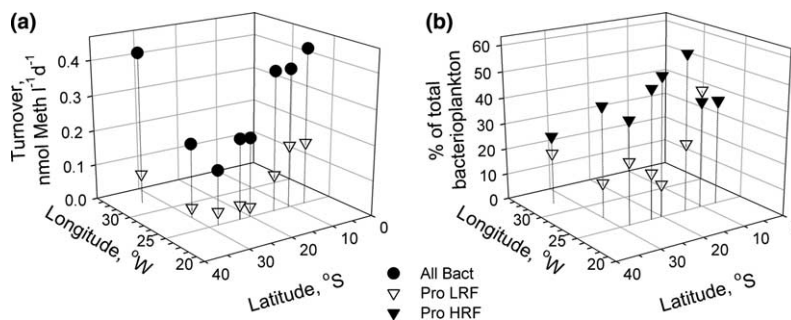 (a)
Turnover,
nmol Meth l⁻¹d⁻¹
0.4
0.3
0.2
0.1
0.0
30
25
20
Longitude, °W
40
30
20
10
0
Latitude, °S
(b)
% of total
bacterioplankton
60
50
40
30
20
10
0
30
25
20
Longitude, °W
40
30
20
10
Latitude, °S
All Bact
Pro LRF
Pro HRF